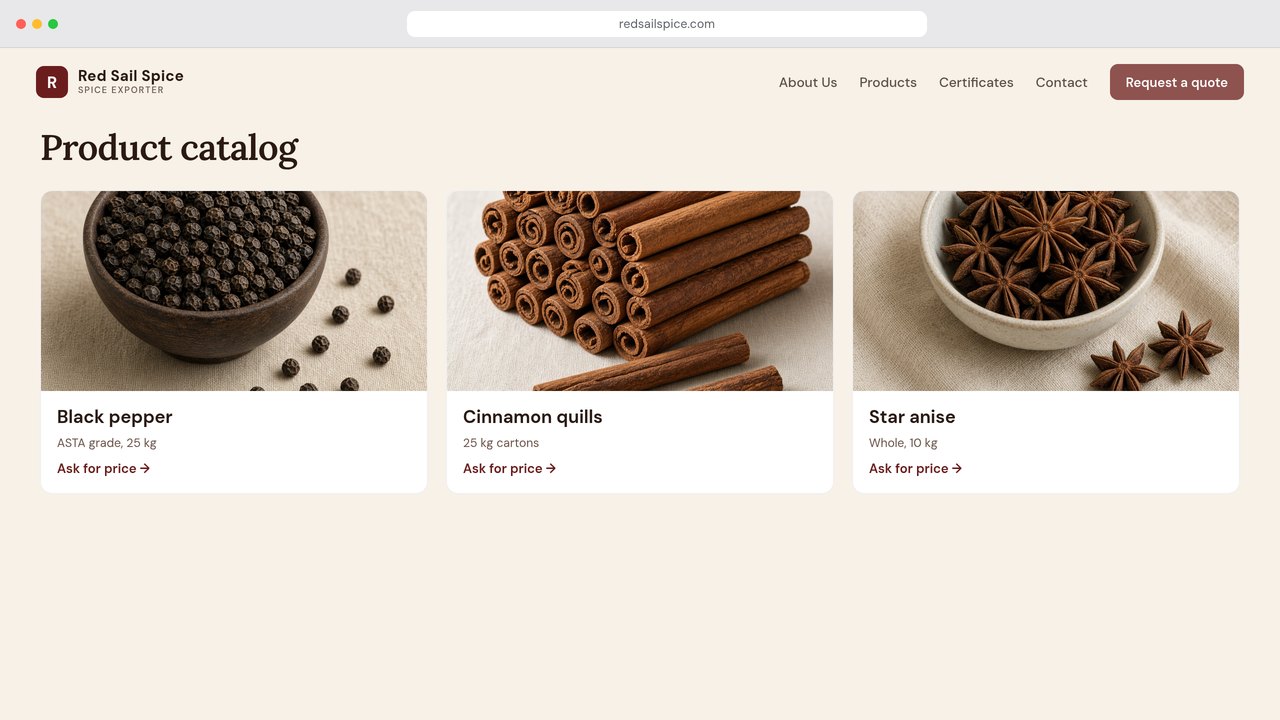 redsailspice.com
R
Red Sail Spice
SPICE EXPORTER
About Us
Products
Certificates
Contact
Request a quote
Product catalog
Black pepper
ASTA grade, 25 kg
Ask for price →
Cinnamon quills
25 kg cartons
Ask for price →
Star anise
Whole, 10 kg
Ask for price →